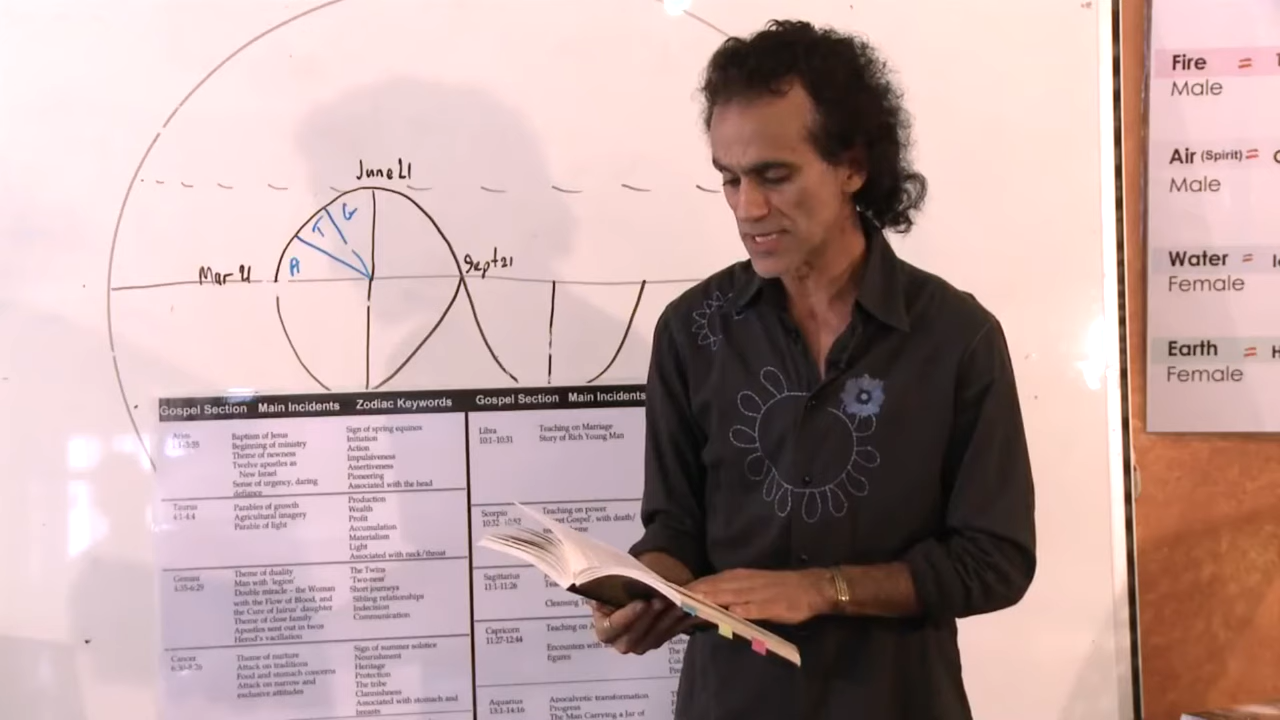 June 21
G
T
A
Mar 21
Sept 21
Gospel Section Main Incidents Zodiac Keywords
Aries
Baptism of Jesus
Beginning of ministry
Theme of newness
Twelve apostles as
New Israel
Sense of urgency, daring
defiance
Sign of spring equinox
Initiation
Action
Impulsiveness
Assertiveness
Pioneering
Associated with the head
Taurus
4:1-4:4
Parables of growth
Agricultural imagery
Parable of light
Production
Wealth
Profit
Accumulation
Materialism
Light
Associated with neck/throat
Gemini
Theme of duality
Man with 'legion'
Double miracle – the Woman
with the Flow of Blood, and
the Cure of Jairus' daughter
Theme of close family
Apostles sent out in twos
Herod's vacillation
The Twins
'Two-ness'
Short journeys
Sibling relationships
Indecision
Communication
Cancer
6:30-8:26
Theme of nurture
Attack on traditions
Food and stomach concerns
Attack on narrow and
exclusive attitudes
Sign of summer solstice
Nourishment
Heritage
Protection
The tribe
Clannishness
Associated with stomach and
breasts
Gospel Section Main Incidents
Libra
10:1-10:31
Teaching on Marriage
Story of Rich Young Man
Scorpio
Teaching on power
Gospel', with death/
Sagittarius
11:1-11:26
Cleansing
Capricorn
11:27-12:44
Teaching on
Encounters with
figures
Aquarius
13:1-14:16
Apocalyptic transformation
Progress
The Man Carrying a Jar of
Fire =
Male
Air (Spirit) =
Male
Water =
Female
Earth = H
Female